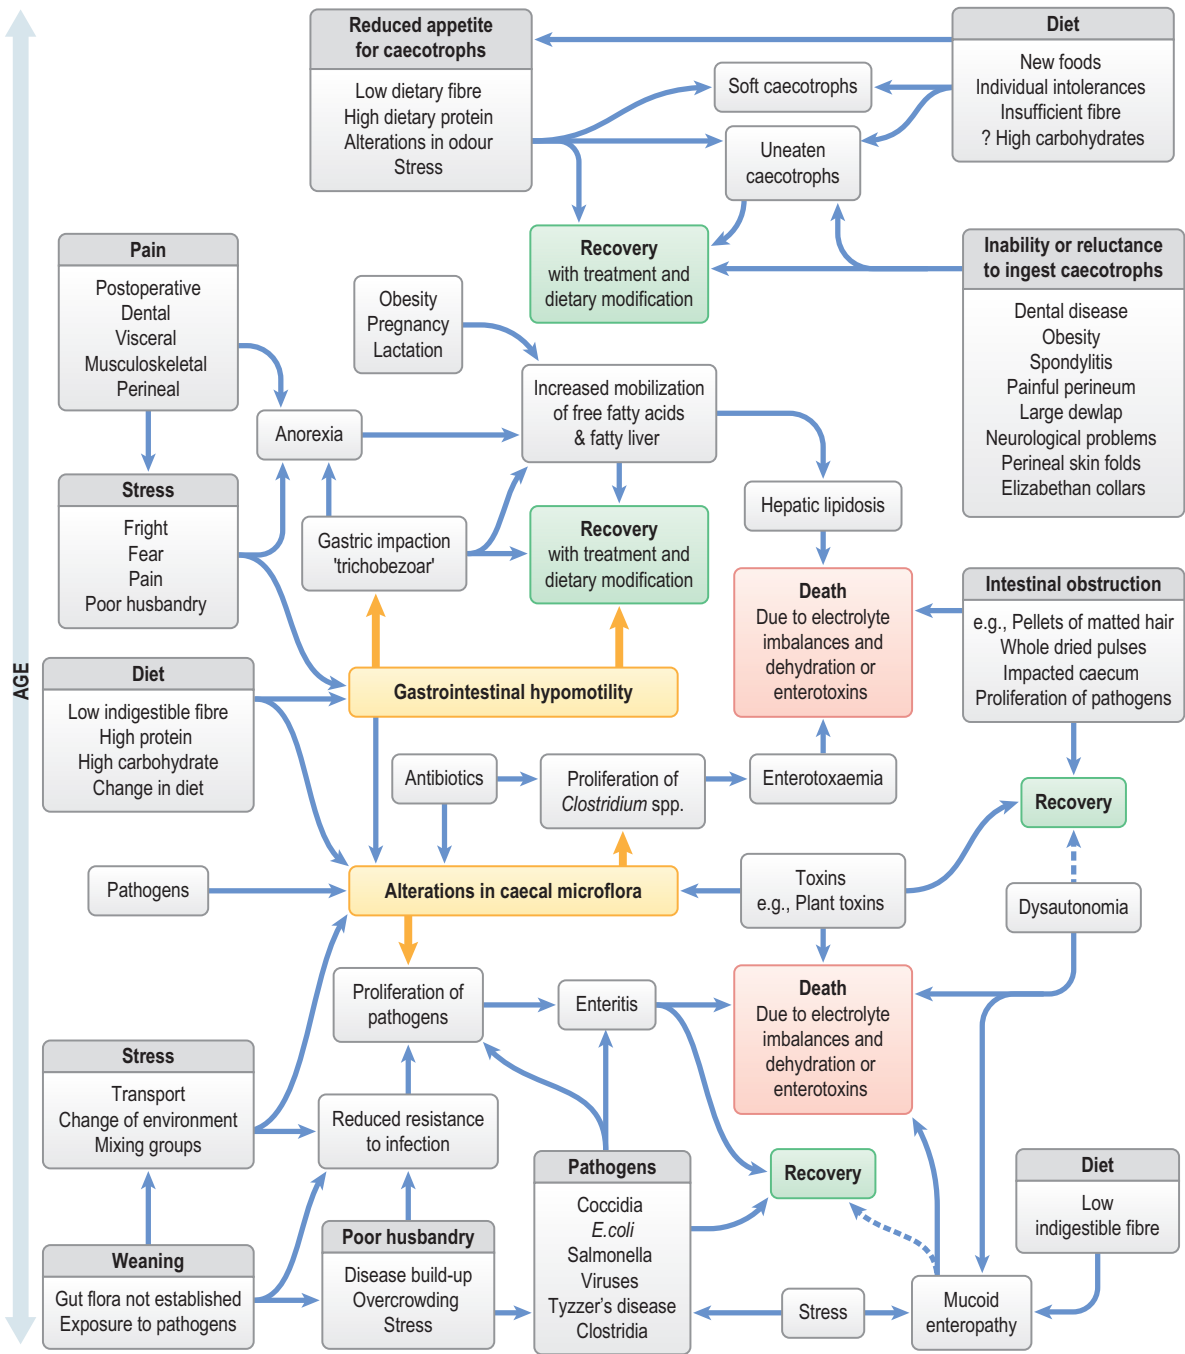 Reduced appetite
for caecotrophs
Low dietary fibre
High dietary protein
Alterations in odour
Stress
Diet
New foods
Individual intolerances
Insufficient fibre
? High carbohydrates
Soft caecotrophs
Uneaten
caecotrophs
Recovery
with treatment and
dietary modification
Inability or reluctance
to ingest caecotrophs
Dental disease
Obesity
Spondylitis
Painful perineum
Large dewlap
Neurological problems
Perineal skin folds
Elizabethan collars
Pain
Postoperative
Dental
Visceral
Musculoskeletal
Perineal
Obesity
Pregnancy
Lactation
Increased mobilization
of free fatty acids
& fatty liver
Anorexia
Stress
Fright
Fear
Pain
Poor husbandry
Gastric impaction
'trichobezoar'
Recovery
with treatment and
dietary modification
Hepatic lipidosis
Death
Due to electrolyte
imbalances and
dehydration or
enterotoxins
Intestinal obstruction
e.g., Pellets of matted hair
Whole dried pulses
Impacted caecum
Proliferation of pathogens
AGE
Diet
Low indigestible fibre
High protein
High carbohydrate
Change in diet
Gastrointestinal hypomotility
Antibiotics
Proliferation of
Clostridium spp.
Enterotoxaemia
Recovery
Pathogens
Alterations in caecal microflora
Toxins
e.g., Plant toxins
Dysautonomia
Proliferation of
pathogens
Enteritis
Death
Due to electrolyte
imbalances and
dehydration or
enterotoxins
Stress
Transport
Change of environment
Mixing groups
Reduced resistance
to infection
Pathogens
Coccidia
E.coli
Salmonella
Viruses
Tyzzer's disease
Clostridia
Recovery
Diet
Low
indigestible fibre
Weaning
Gut flora not established
Exposure to pathogens
Poor husbandry
Disease build-up
Overcrowding
Stress
Stress
Mucoid
enteropathy